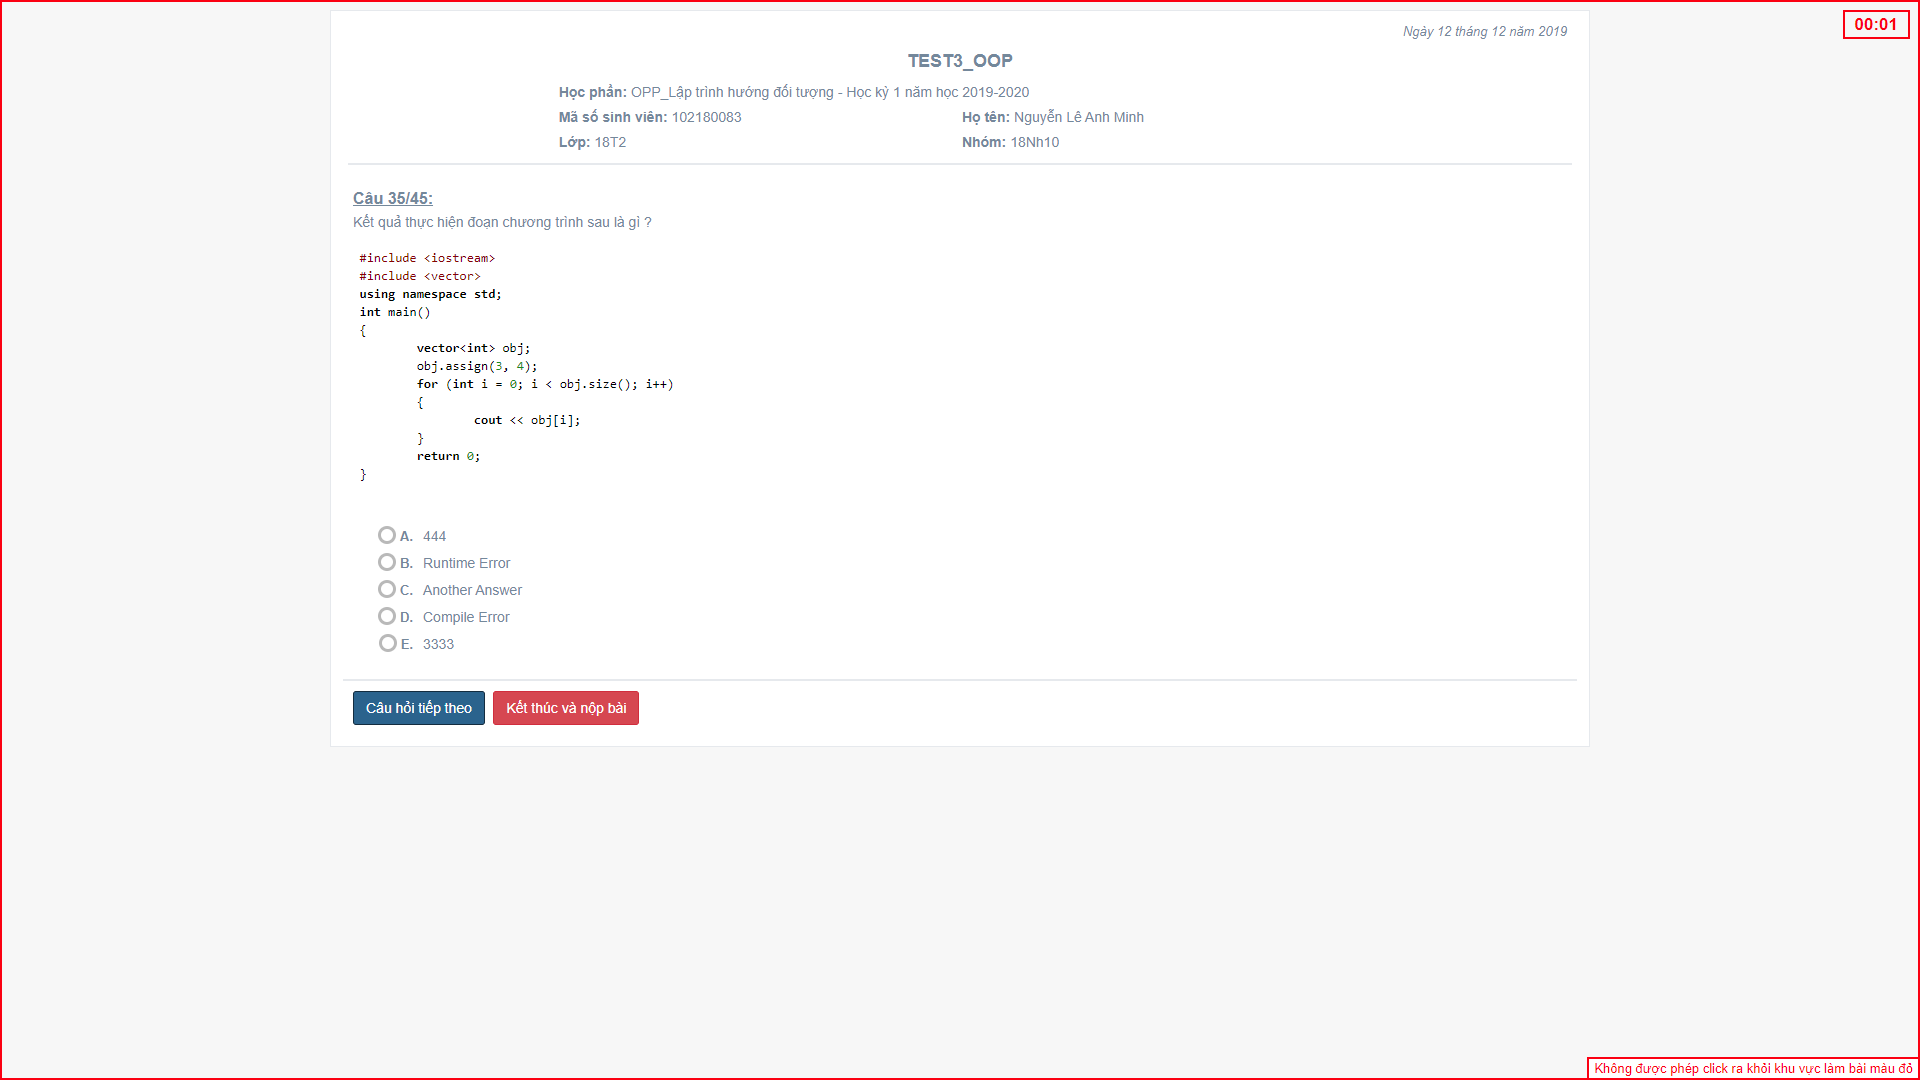 00:01
Ngày 12 tháng 12 năm 2019
TEST3_OOP
Học phần: OPP_Lập trình hướng đối tượng - Học kỳ 1 năm học 2019-2020
Mã số sinh viên: 102180083 Họ tên: Nguyễn Lê Anh Minh
Lớp: 18T2 Nhóm: 18Nh10
Câu 35/45:
Kết quả thực hiện đoạn chương trình sau là gì ?
#include <iostream>
#include <vector>
using namespace std;
int main()
{
vector<int> obj;
obj.assign(3, 4);
for (int i = 0; i < obj.size(); i++)
{
cout << obj[i];
}
return 0;
}
A. 444
B. Runtime Error
C. Another Answer
D. Compile Error
E. 3333
Câu hỏi tiếp theo Kết thúc và nộp bài
Không được phép click ra khỏi khu vực làm bài màu đỏ